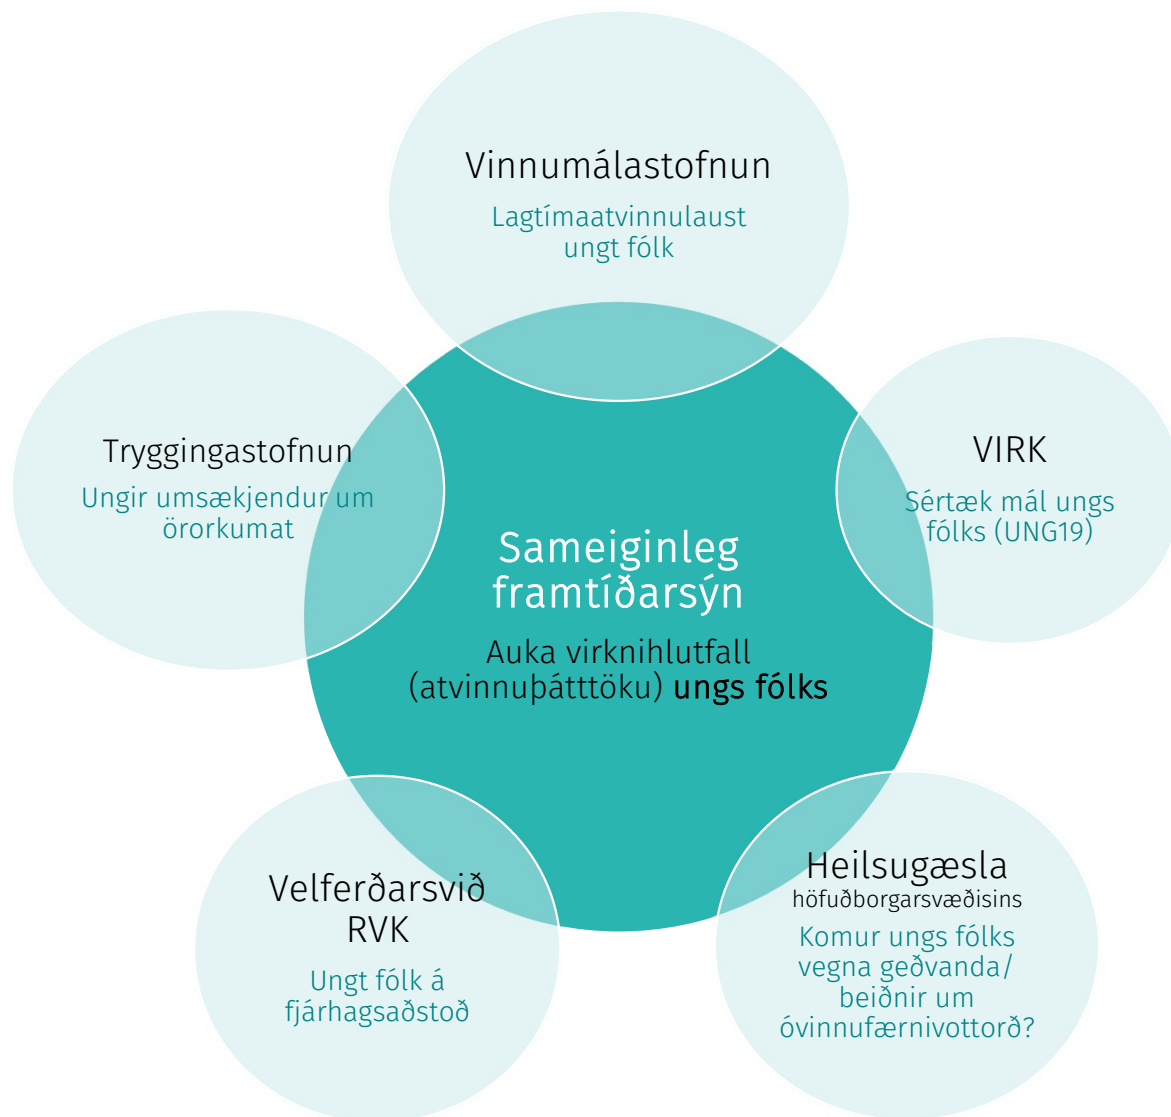 Vinnumálastofnun
Lagtímaatvinnulaust
ungt fólk
Tryggingastofnun
Ungir umsækjendur um
örorkumat
VIRK
Sértæk mál ungs
fólks (UNG19)
Sameiginleg
framtíðarsýn
Auka virknihlutfall
(atvinnuþátttöku) ungs fólks
Velferðarsvið
RVK
Ungt fólk á
fjárhagsaðstoð
Heilsugæsla
höfuðborgarsvæðisins
Komur ungs fólks
vegna geðvanda/
beiðnir um
óvinnufærnivottorð?